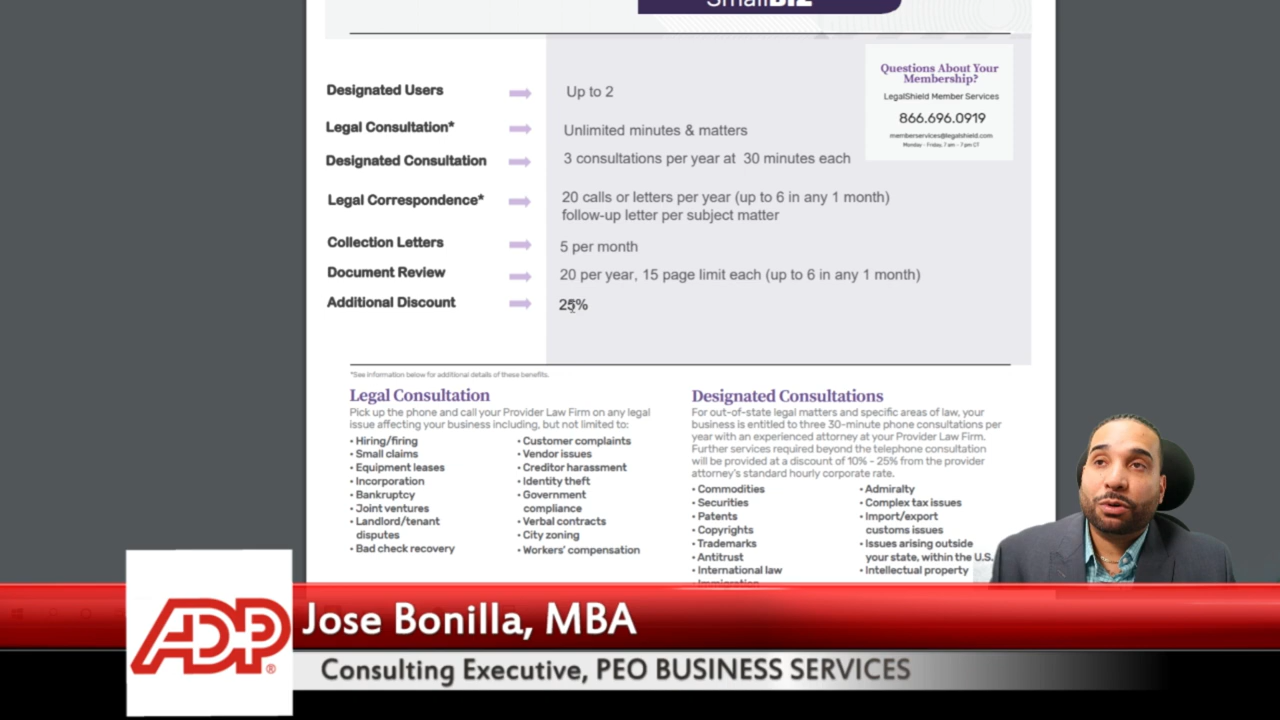 SmallBIZ
Questions About Your
Membership?
LegalShield Member Services
866.696.0919
memberservices@legalshield.com
Monday - Friday, 7 am - 7 pm CT
Designated Users
Up to 2
Legal Consultation*
Unlimited minutes & matters
Designated Consultation
3 consultations per year at 30 minutes each
Legal Correspondence*
20 calls or letters per year (up to 6 in any 1 month)
follow-up letter per subject matter
Collection Letters
5 per month
Document Review
20 per year, 15 page limit each (up to 6 in any 1 month)
Additional Discount
25%
*See information below for additional details of these benefits.
Legal Consultation
Pick up the phone and call your Provider Law Firm on any legal
issue affecting your business including, but not limited to:
• Hiring/firing
• Small claims
• Equipment leases
• Incorporation
• Bankruptcy
• Joint ventures
• Landlord/tenant
disputes
• Bad check recovery
• Customer complaints
• Vendor issues
• Creditor harassment
• Identity theft
• Government
compliance
• Verbal contracts
• City zoning
• Workers' compensation
Designated Consultations
For out-of-state legal matters and specific areas of law, your
business is entitled to three 30-minute phone consultations per
year with an experienced attorney at your Provider Law Firm.
Further services required beyond the telephone consultation
will be provided at a discount of 10% - 25% from the provider
attorney's standard hourly corporate rate.
• Commodities
• Securities
• Patents
• Copyrights
• Trademarks
• Antitrust
• International law
• Immigration
• Admiralty
• Complex tax issues
• Import/export
customs issues
• Issues arising outside
your state, within the U.S.
• Intellectual property
ADP®
Jose Bonilla, MBA
Consulting Executive, PEO BUSINESS SERVICES